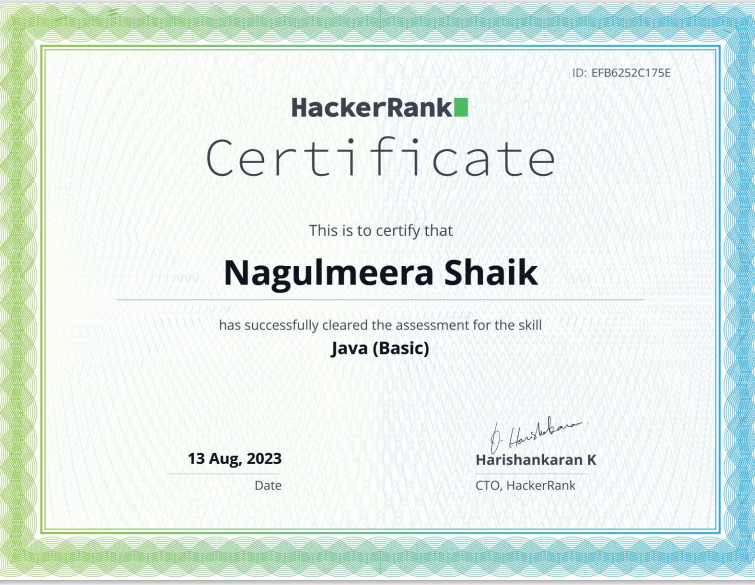 ID: EFB6252C175E
HackerRank
Certificate
This is to certify that
Nagulmeera Shaik
has successfully cleared the assessment for the skill
Java (Basic)
13 Aug, 2023
Date
D. Harishankaran
Harishankaran K
CTO, HackerRank